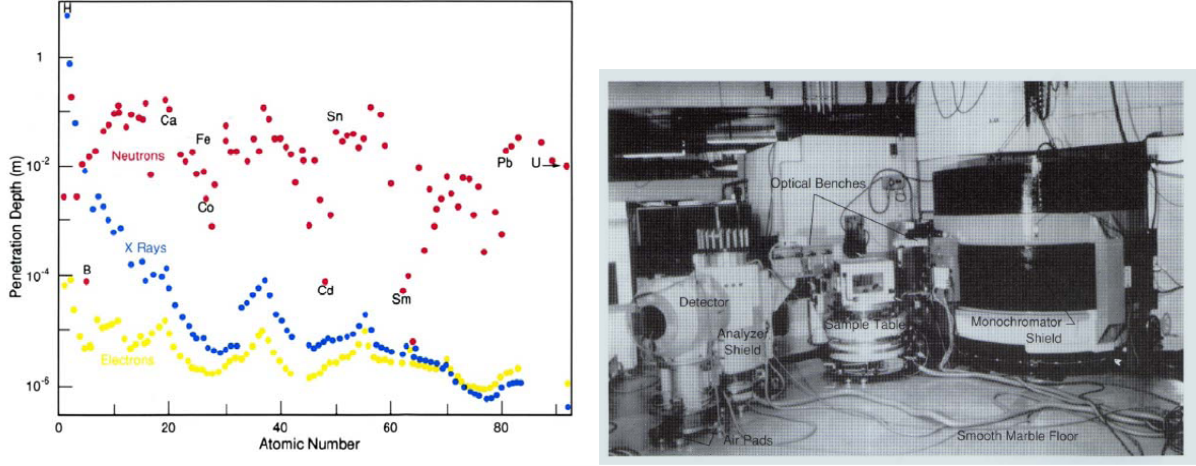 H
1
Penetration Depth (m)
10-2
10-4
10-6
Ca
Neutrons
Fe
Co
Sn
Pb
U
X Rays
B
Cd
Sm
Electrons
0
20
40
60
80
Atomic Number
Optical Benches
Detector
Analyzer
Shield
Sample Table
Monochromator
Shield
Air Pads
Smooth Marble Floor